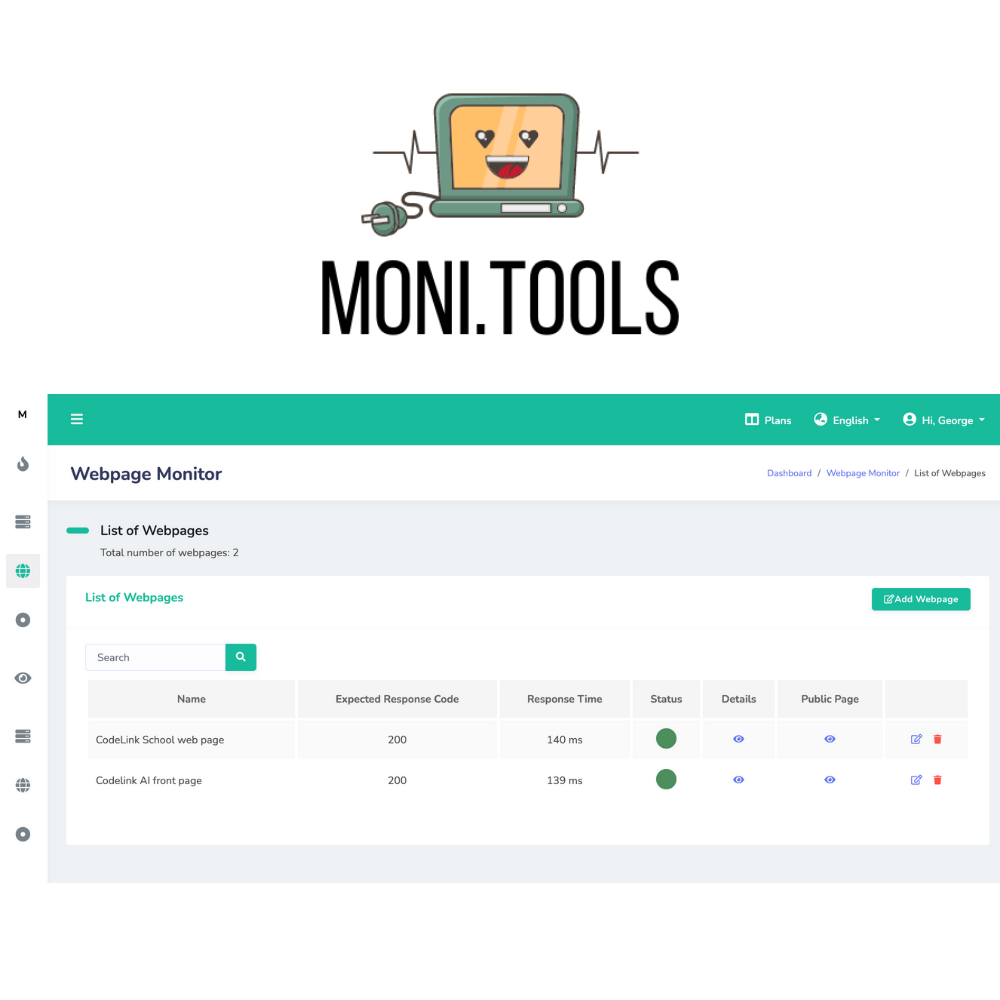 MONI.TOOLS
M
Plans English Hi, George
Webpage Monitor
Dashboard / Webpage Monitor / List of Webpages
List of Webpages
Total number of webpages: 2
List of Webpages
Add Webpage
Search
Name Expected Response Code Response Time Status Details Public Page
CodeLink School web page 200 140 ms
Codelink AI front page 200 139 ms